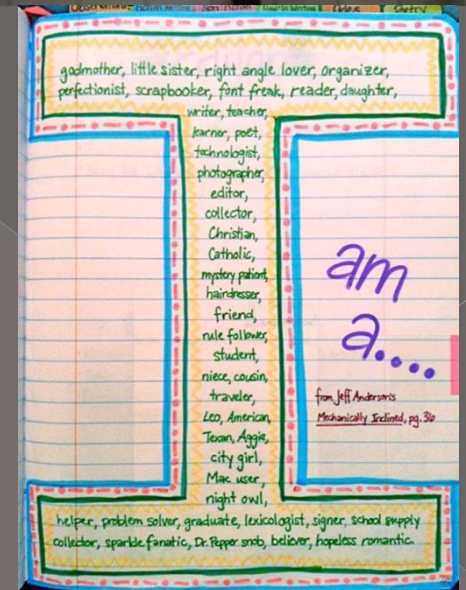 godmother, little sister, right angle lover, organizer,
perfectionist, scrapbooker, font freak, reader, daughter,
writer, teacher,
learner, poet,
technologist,
photographer,
editor,
collector,
Christian,
Catholic,
mystery patient,
hairdresser,
friend,
rule follower,
student,
niece, cousin,
traveler,
Leo, American,
Texan, Aggie,
city girl,
Mac user,
night owl,
helper, problem solver, graduate, lexicologist, signer, school supply
collector, sparkle fanatic, Dr. Pepper snob, believer, hopeless romantic.
am
a....
from Jeff Anderson's
Mechanically Inclined, pg. 36